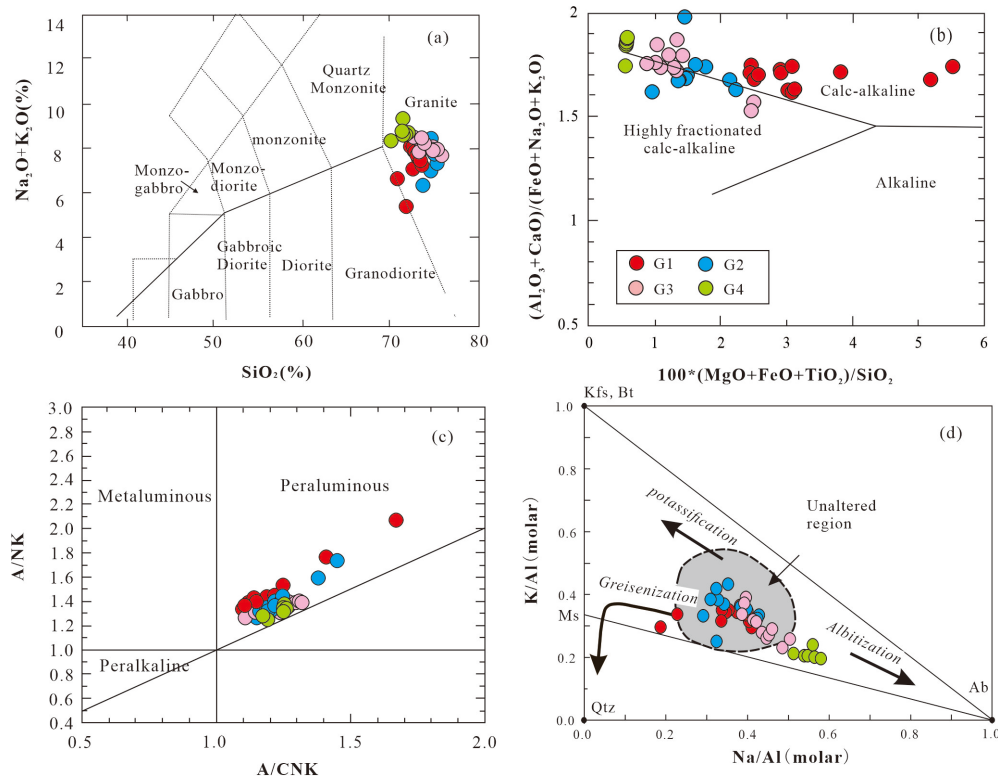 (a)
Na₂O+K₂O(%)
14
12
10
8
6
4
2
0
Quartz
Monzonite
Granite
monzonite
Monzo-
gabbro
Monzo-
diorite
Gabbroic
Diorite
Diorite
Granodiorite
Gabbro
40
50
60
70
80
SiO₂(%)
(b)
(Al₂O₃+CaO)/(FeO+Na₂O+K₂O)
2
2
1.5
1
1
0.5
Calc-alkaline
Highly fractionated
calc-alkaline
Alkaline
G1
G2
G3
G4
0
1
2
3
4
5
6
100*(MgO+FeO+TiO₂)/SiO₂
(c)
A/NK
3.0
2.8
2.6
2.4
2.2
2.0
1.8
1.6
1.4
1.2
1.0
0.8
0.6
0.4
Metaluminous
Peraluminous
Peralkaline
0.5
1.0
1.5
2.0
A/CNK
(d)
Kfs, Bt
K/Al(molar)
1.0
0.8
0.6
0.4
0.2
0.0
Ms
potassification
Unaltered
region
Greisenization
Albitization
Ab
Qtz
0.0
0.2
0.4
0.6
0.8
1.0
Na/Al(molar)